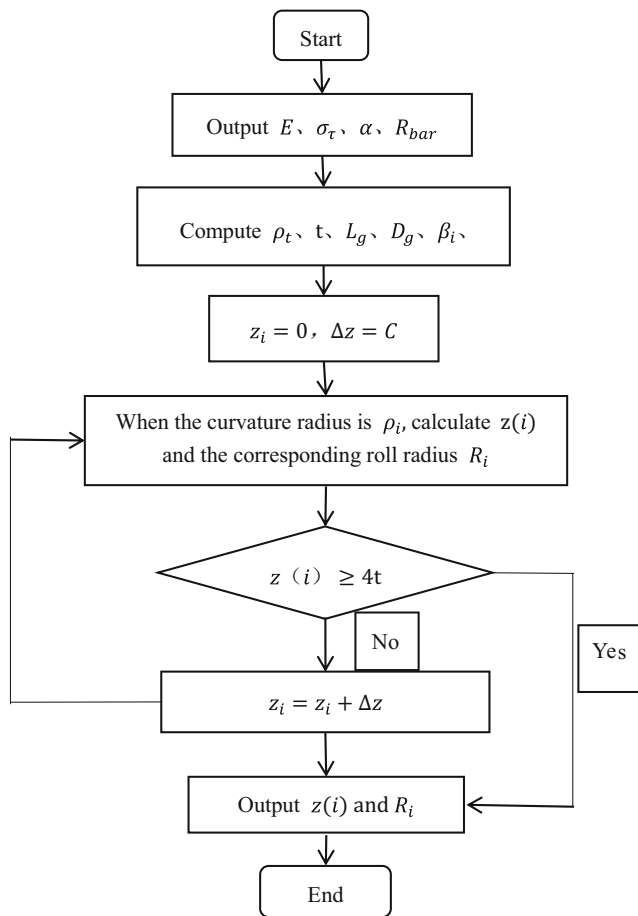 Start
Output E、σ_τ、α、R_bar
Compute ρ_t、t、L_g、D_g、β_i、
z_i = 0，Δz = C
When the curvature radius is ρ_i, calculate z(i)
and the corresponding roll radius R_i
z（i）≥ 4t
No
Yes
z_i = z_i + Δz
Output z(i) and R_i
End